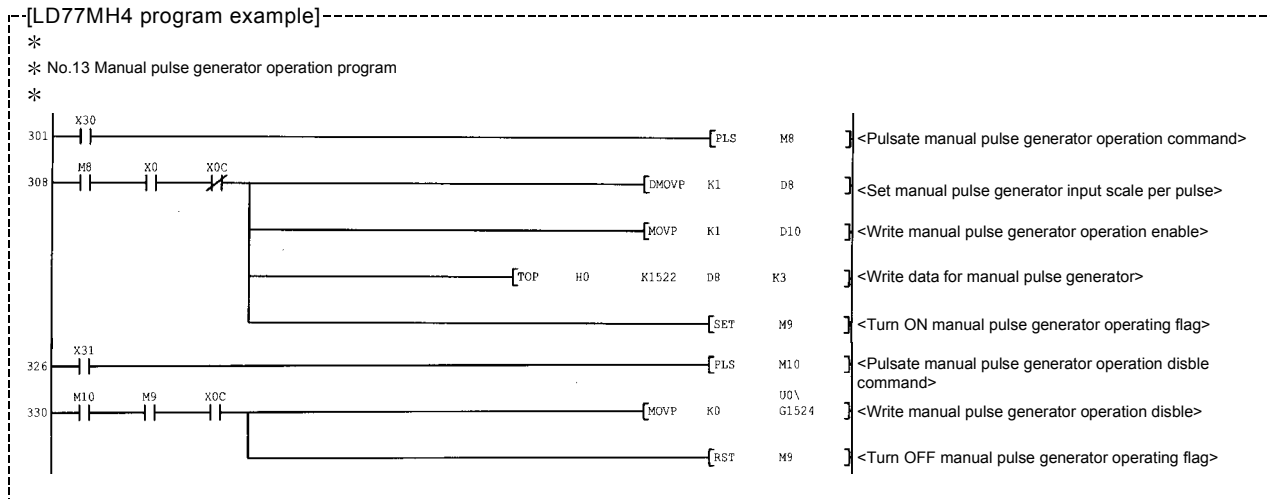 [LD77MH4 program example]
*
* No.13 Manual pulse generator operation program
*
X30
301 PLS M8 <Pulsate manual pulse generator operation command>
M8 X0 X0C
308 DMOVP K1 D8 <Set manual pulse generator input scale per pulse>
MOVP K1 D10 <Write manual pulse generator operation enable>
TOP H0 K1522 D8 K3 <Write data for manual pulse generator>
SET M9 <Turn ON manual pulse generator operating flag>
X31
326 PLS M10 <Pulsate manual pulse generator operation disble
command>
M10 M9 X0C U0\
330 MOVP K0 G1524 <Write manual pulse generator operation disble>
RST M9 <Turn OFF manual pulse generator operating flag>